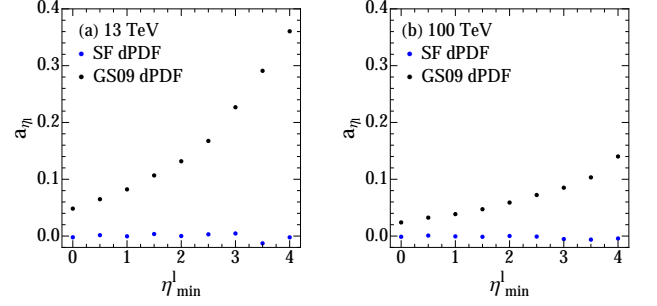 (a) 13 TeV
SF dPDF
GS09 dPDF
0.4
0.3
0.2
0.1
0.0
a_η
0 1 2 3 4
η^l_min
(b) 100 TeV
SF dPDF
GS09 dPDF
0.4
0.3
0.2
0.1
0.0
a_η
0 1 2 3 4
η^l_min